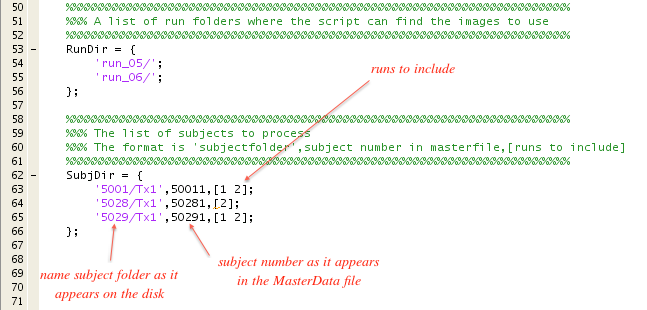 50 %%%%%%%%%%%%%%%%%%%%%%%%%%%%%%%%%%%%%%%%%%%%%%%%%%%%%%%%%%%%%%%%%
51 %%% A list of run folders where the script can find the images to use
52 %%%%%%%%%%%%%%%%%%%%%%%%%%%%%%%%%%%%%%%%%%%%%%%%%%%%%%%%%%%%%%%%%
53 – RunDir = {
54 'run_05/';
runs to include
55 'run_06/';
56 };
57
58 %%%%%%%%%%%%%%%%%%%%%%%%%%%%%%%%%%%%%%%%%%%%%%%%%%%%%%%%%%%%%%%%%
59 %%% The list of subjects to process
60 %%% The format is 'subjectfolder',subject number in masterfile,[runs to include]
61 %%%%%%%%%%%%%%%%%%%%%%%%%%%%%%%%%%%%%%%%%%%%%%%%%%%%%%%%%%%%%%%%%
62 – SubjDir = {
63 '5001/Tx1',50011,[1 2];
64 '5028/Tx1',50281,[2];
65 '5029/Tx1',50291,[1 2];
66 };
67
68
subject number as it appears
in the MasterData file
69
name subject folder as it
appears on the disk
70
71